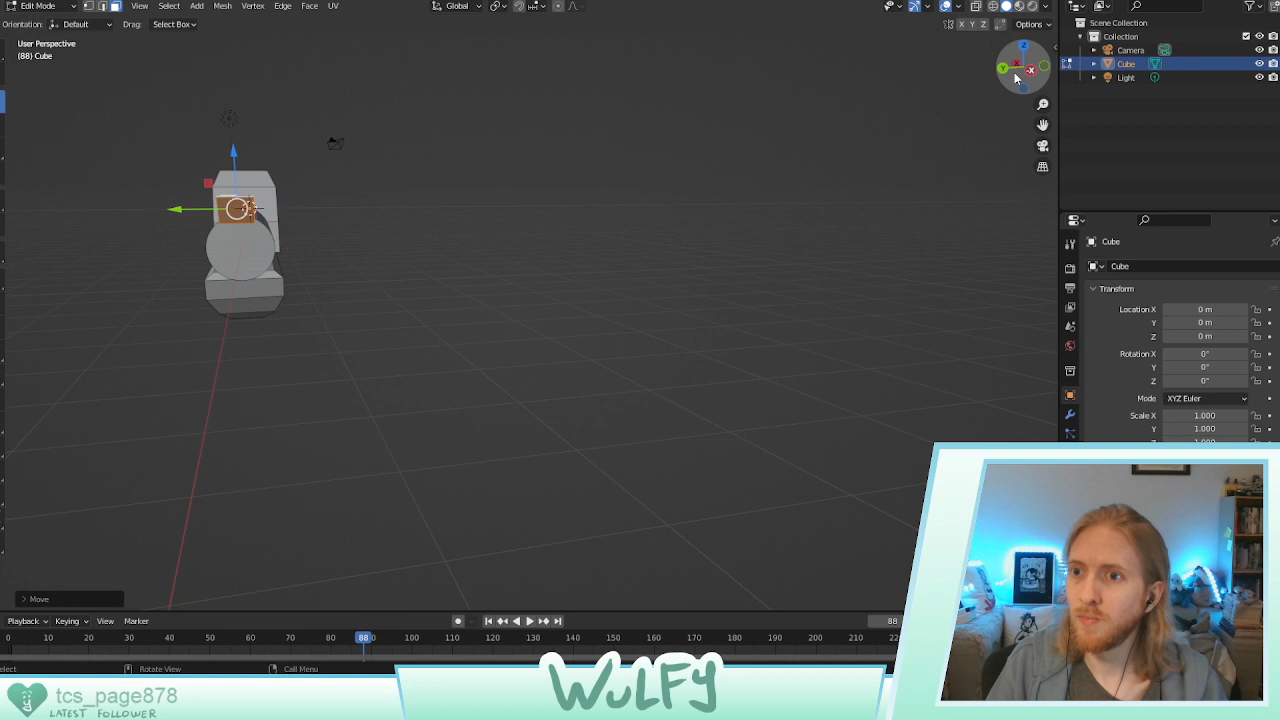 Edit Mode View Select Add Mesh Vertex Edge Face UV Global
Orientation: Default Drag: Select Box X Y Z Options
User Perspective
(88) Cube
Z
Y X -X
Scene Collection
Collection
Camera
Cube
Light
Cube
Cube
Transform
Location X 0 m
Y 0 m
Z 0 m
Rotation X 0°
Y 0°
Z 0°
Mode XYZ Euler
Scale X 1.000
Y 1.000
Move
Playback Keying View Marker 88
0 10 20 30 40 50 60 70 80 88 100 110 120 130 140 150 160 170 180 190 200 210
elect Rotate View Call Menu
tcs_page878
LATEST FOLLOWER
WULFY